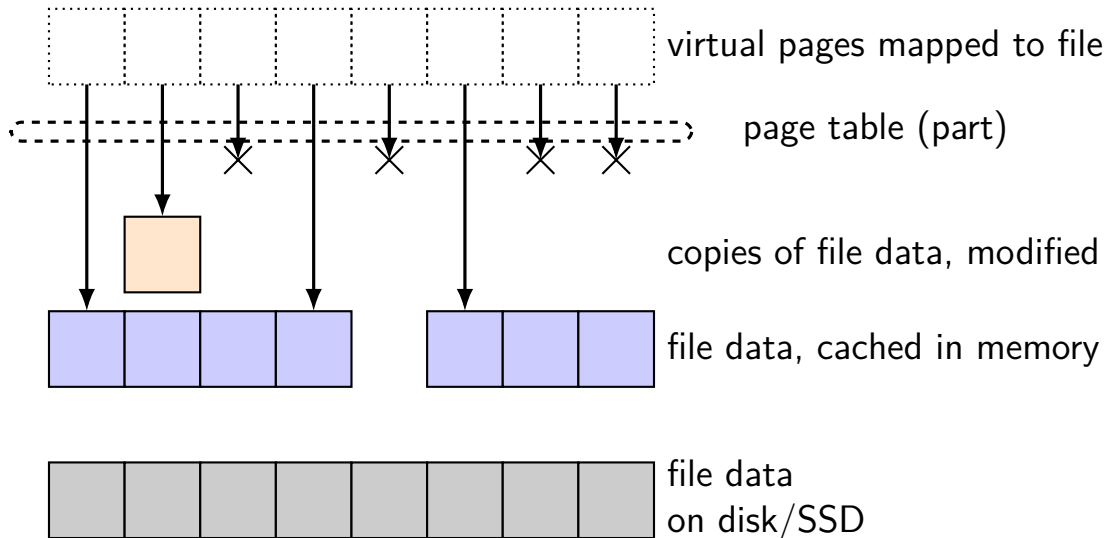 virtual pages mapped to file
page table (part)
copies of file data, modified
file data, cached in memory
file data
on disk/SSD